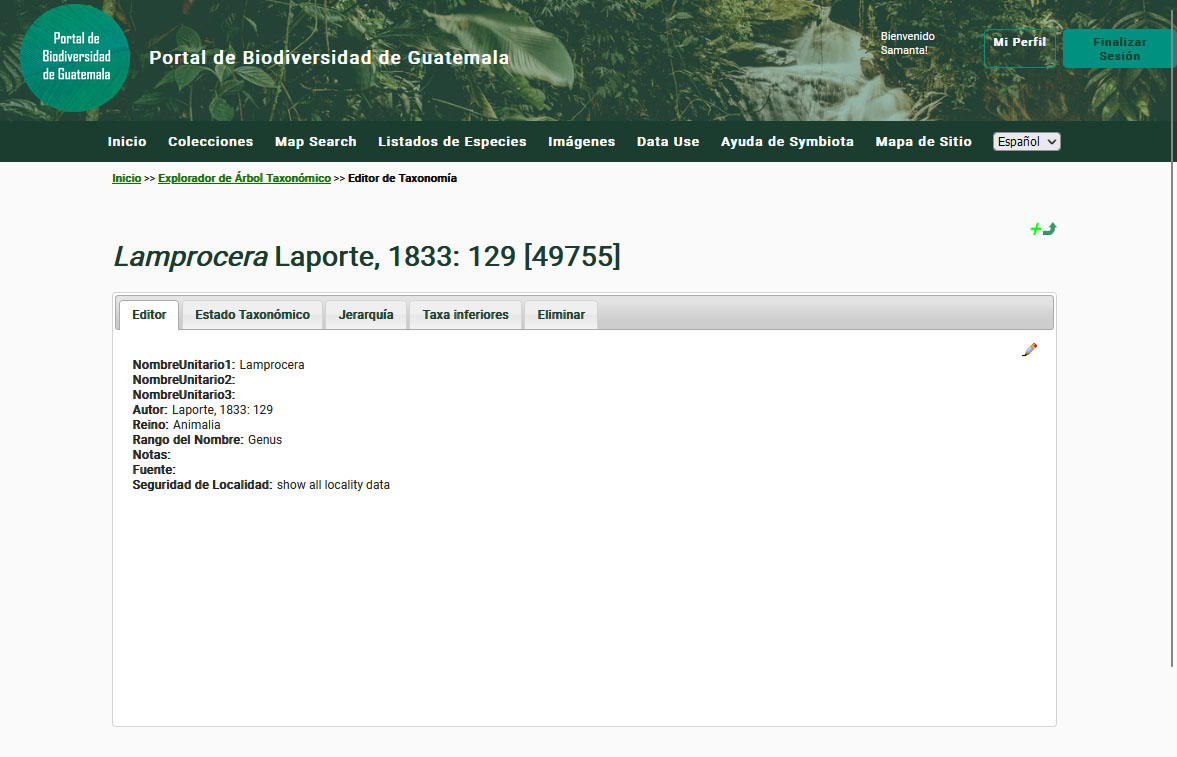 Portal de
Biodiversidad
de Guatemala
Portal de Biodiversidad de Guatemala
Bienvenido
Samanta!
Mi Perfil
Finalizar
Sesión
Inicio Colecciones Map Search Listados de Especies Imágenes Data Use Ayuda de Symbiota Mapa de Sitio Español
Inicio >> Explorador de Árbol Taxonómico >> Editor de Taxonomía
Lamprocera Laporte, 1833: 129 [49755]
Editor Estado Taxonómico Jerarquía Taxa inferiores Eliminar
NombreUnitario1: Lamprocera
NombreUnitario2:
NombreUnitario3:
Autor: Laporte, 1833: 129
Reino: Animalia
Rango del Nombre: Genus
Notas:
Fuente:
Seguridad de Localidad: show all locality data